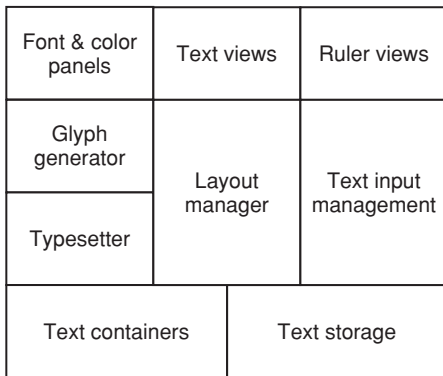 Font & color
panels
Text views
Ruler views
Glyph
generator
Layout
manager
Text input
management
Typesetter
Text containers
Text storage